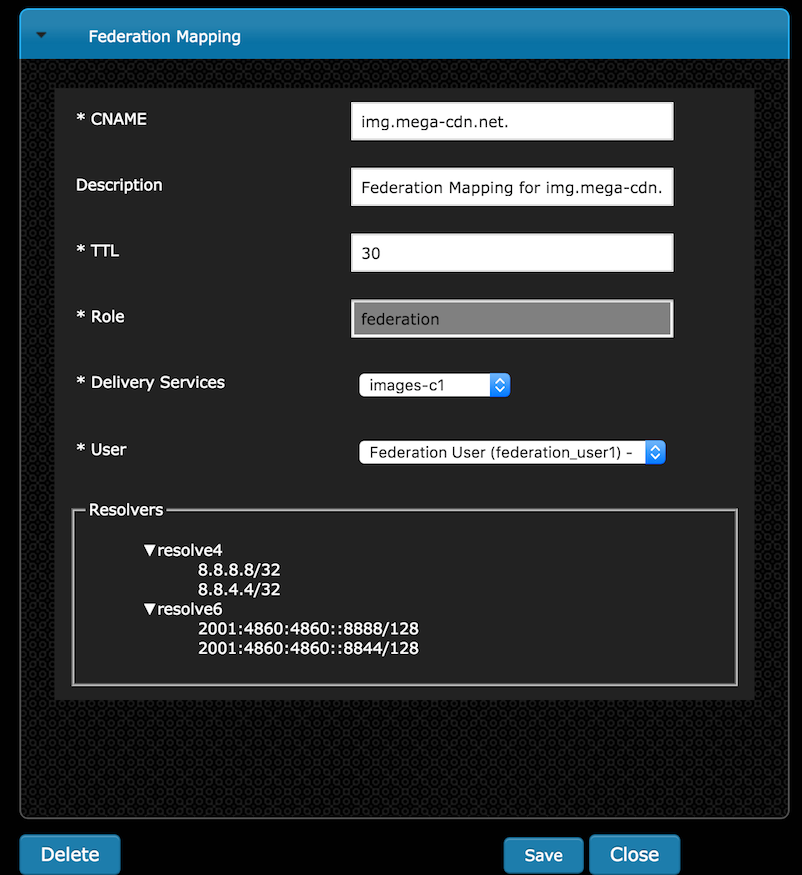 Federation Mapping
* CNAME img.mega-cdn.net.
Description Federation Mapping for img.mega-cdn.
* TTL 30
* Role federation
* Delivery Services images-c1
* User Federation User (federation_user1) -
Resolvers
▼resolve4
8.8.8.8/32
8.8.4.4/32
▼resolve6
2001:4860:4860::8888/128
2001:4860:4860::8844/128
Delete Save Close